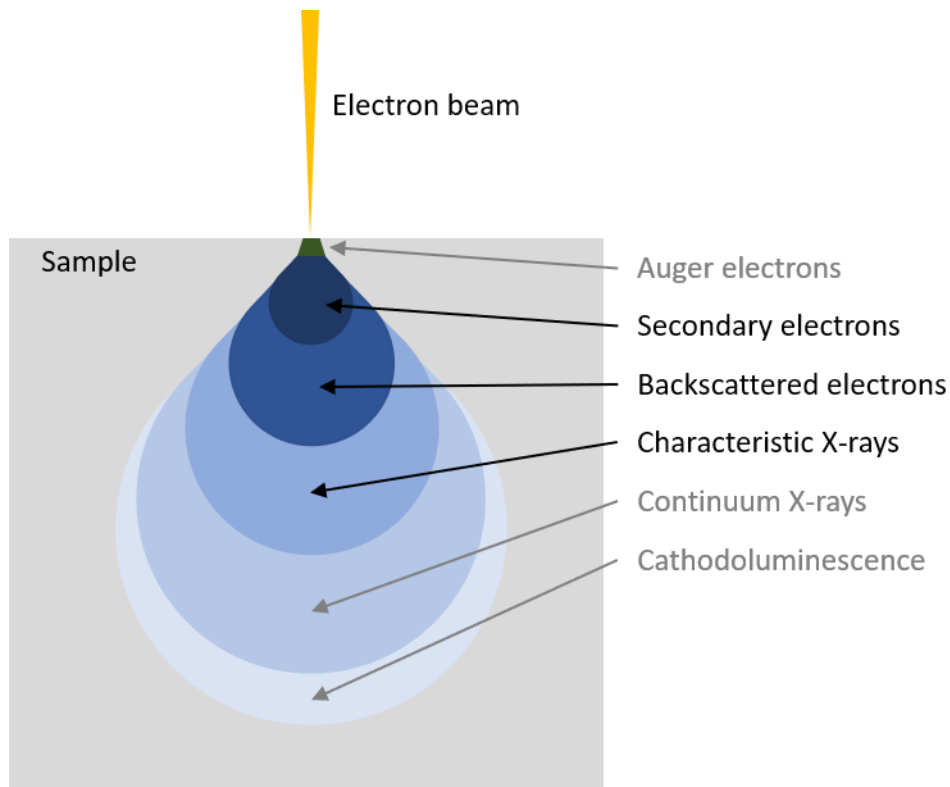 Electron beam
Sample
Auger electrons
Secondary electrons
Backscattered electrons
Characteristic X-rays
Continuum X-rays
Cathodoluminescence